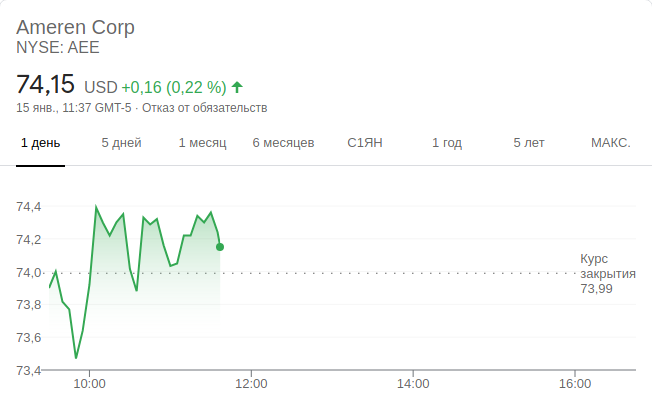 Ameren Corp
NYSE: AEE
74,15 USD +0,16 (0,22 %)
15 янв., 11:37 GMT-5 · Отказ от обязательств
1 день 5 дней 1 месяц 6 месяцев С1ЯН 1 год 5 лет МАКС.
74,4
74,2
74,0
73,8
73,6
73,4
Курс
закрытия
73,99
10:00 12:00 14:00 16:00